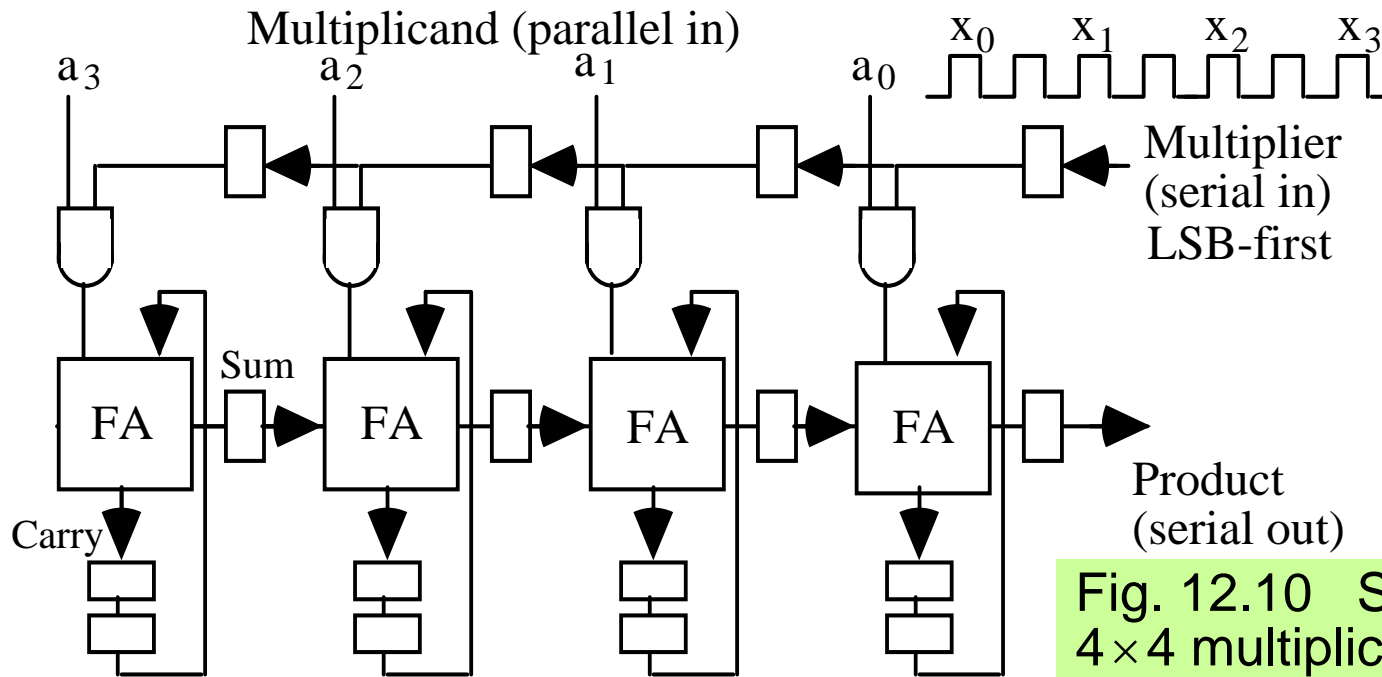 Multiplicand (parallel in)
x0 x1 x2 x3
a3 a2 a1 a0
Multiplier
(serial in)
LSB-first
Sum
FA FA FA FA
Carry
Product
(serial out)
Fig. 12.10 S
4×4 multiplic